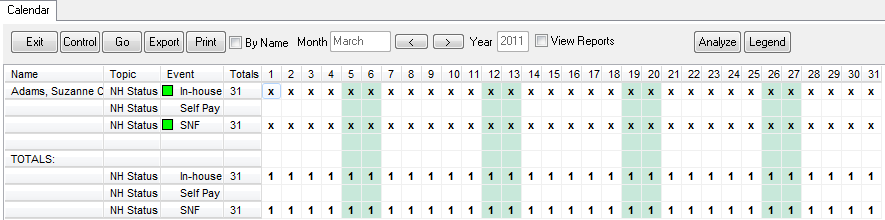 Calendar
Exit Control Go Export Print By Name Month March < > Year 2011 View Reports Analyze Legend
Name Topic Event Totals 1 2 3 4 5 6 7 8 9 10 11 12 13 14 15 16 17 18 19 20 21 22 23 24 25 26 27 28 29 30 31
Adams, Suzanne C NH Status In-house 31 x x x x x x x x x x x x x x x x x x x x x x x x x x x x x x x
NH Status Self Pay
NH Status SNF 31 x x x x x x x x x x x x x x x x x x x x x x x x x x x x x x x
TOTALS:
NH Status In-house 31 1 1 1 1 1 1 1 1 1 1 1 1 1 1 1 1 1 1 1 1 1 1 1 1 1 1 1 1 1 1 1
NH Status Self Pay
NH Status SNF 31 1 1 1 1 1 1 1 1 1 1 1 1 1 1 1 1 1 1 1 1 1 1 1 1 1 1 1 1 1 1 1